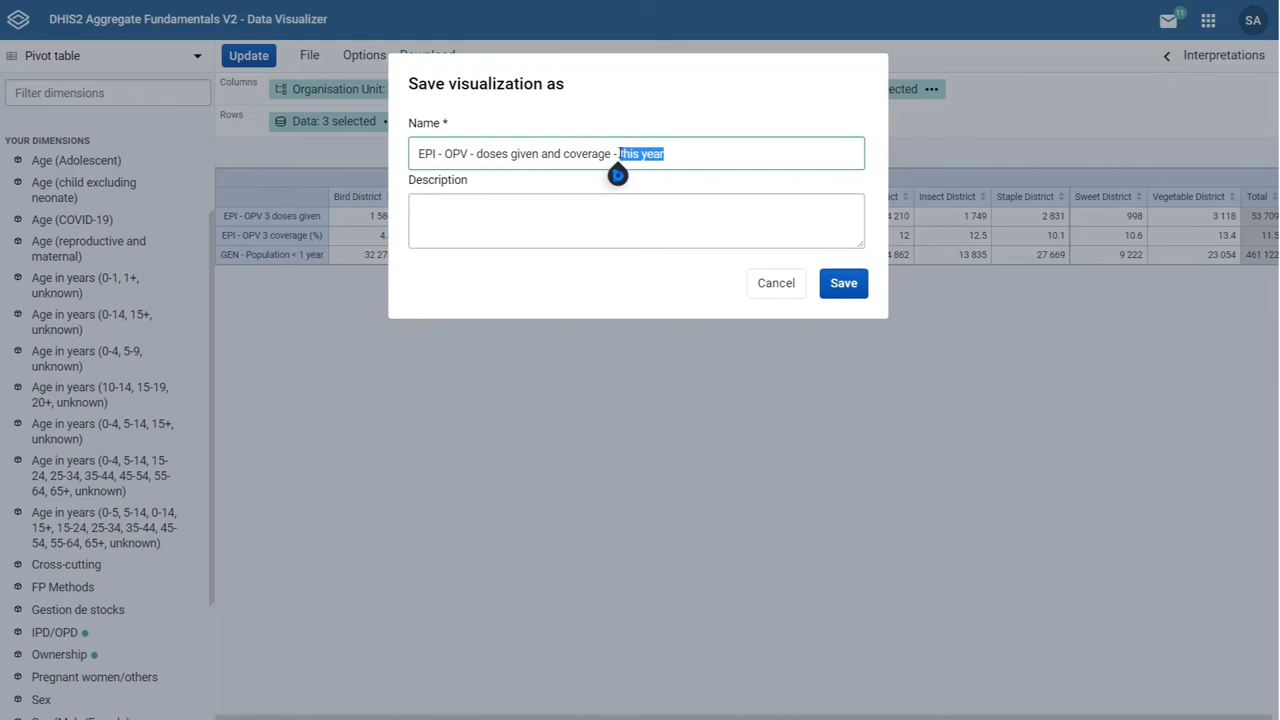 DHIS2 Aggregate Fundamentals V2 - Data Visualizer
11
SA
Pivot table
Update
File
Options
Download
Interpretations
Filter dimensions
Columns
Organisation Unit:
Rows
Data: 3 selected
YOUR DIMENSIONS
Age (Adolescent)
Age (child excluding
neonate)
Age (COVID-19)
Age (reproductive and
maternal)
Age in years (0-1, 1+,
unknown)
Age in years (0-14, 15+,
unknown)
Age in years (0-4, 5-9,
unknown)
Age in years (10-14, 15-19,
20+, unknown)
Age in years (0-4, 5-14, 15+,
unknown)
Age in years (0-4, 5-14, 15-
24, 25-34, 35-44, 45-54, 55-
64, 65+, unknown)
Age in years (0-5, 5-14, 0-14,
15+, 15-24, 25-34, 35-44, 45-
54, 55-64, 65+, unknown)
Cross-cutting
FP Methods
Gestion de stocks
IPD/OPD
Ownership
Pregnant women/others
Sex
Save visualization as
Name *
EPI - OPV - doses given and coverage - this year
Description
Cancel
Save
Bird District Insect District Staple District Sweet District Vegetable District Total
EPI - OPV 3 doses given 1 58 4 210 1 749 2 831 998 3 118 53 709
EPI - OPV 3 coverage (%) 4. 12 12.5 10.1 10.6 13.4 11.5
GEN - Population < 1 year 32 27 862 13 835 27 669 9 222 23 054 461 122